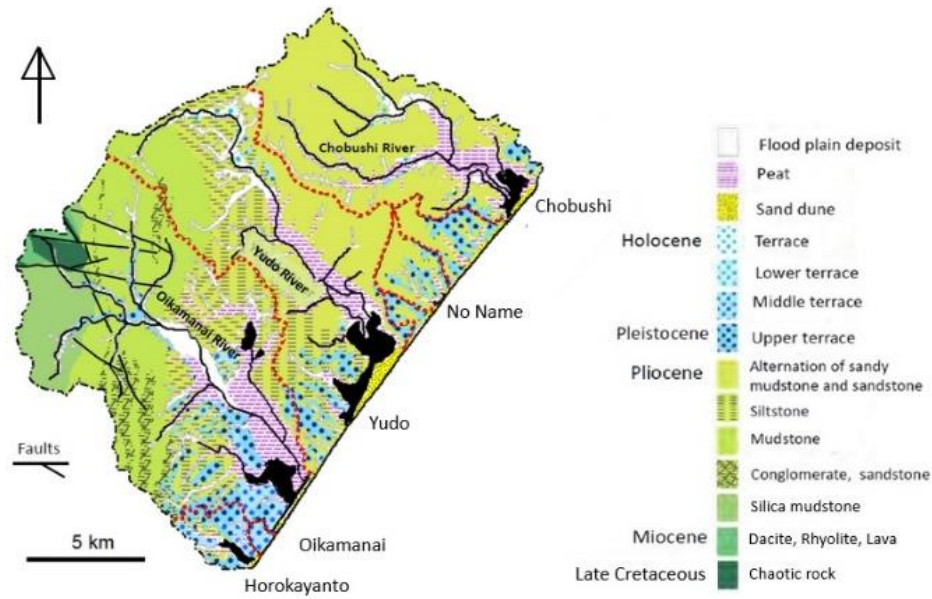 Chobushi River
Chobushi
Yudo River
No Name
Oikamanai River
Yudo
Faults
5 km
Oikamanai
Horokayanto
Flood plain deposit
Peat
Sand dune
Holocene
Terrace
Lower terrace
Middle terrace
Pleistocene
Upper terrace
Pliocene
Alternation of sandy
mudstone and sandstone
Siltstone
Mudstone
Conglomerate, sandstone
Silica mudstone
Miocene
Dacite, Rhyolite, Lava
Late Cretaceous
Chaotic rock